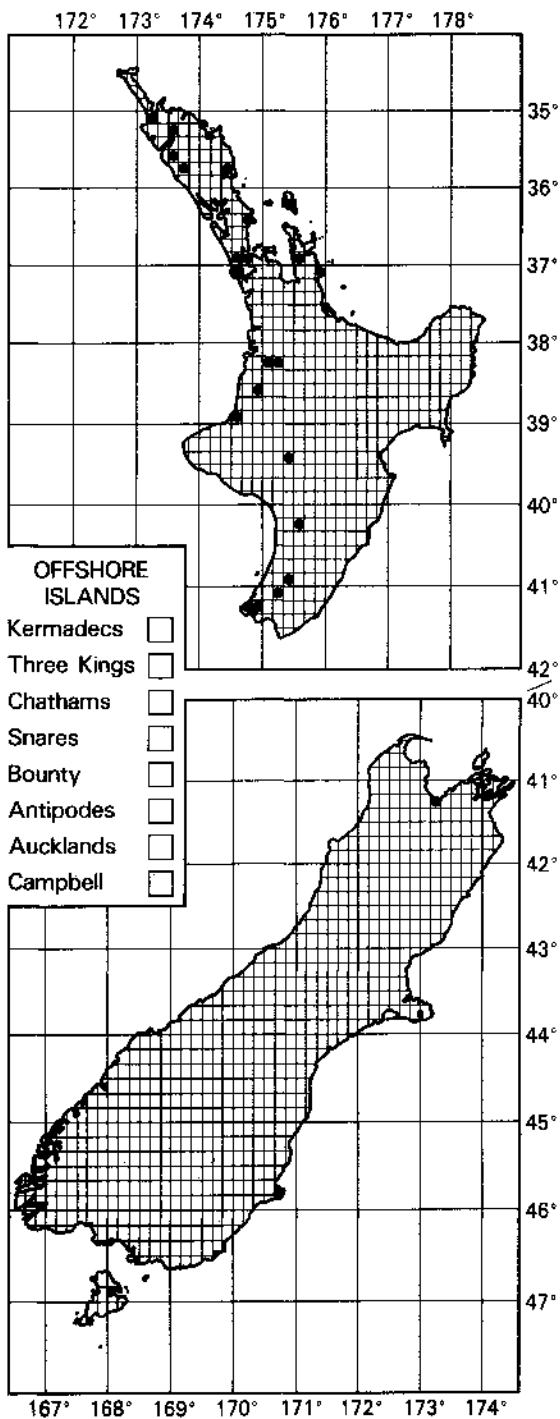 172° 173° 174° 175° 176° 177° 178°
35°
36°
37°
38°
39°
40°
41°
42°
OFFSHORE
ISLANDS
Kermadecs
Three Kings
Chathams
Snares
Bounty
Antipodes
Aucklands
Campbell
40°
41°
42°
43°
44°
45°
46°
47°
167° 168° 169° 170° 171° 172° 173° 174°